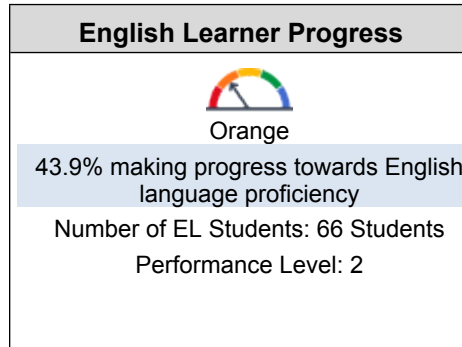 English Learner Progress
Orange
43.9% making progress towards English
language proficiency
Number of EL Students: 66 Students
Performance Level: 2